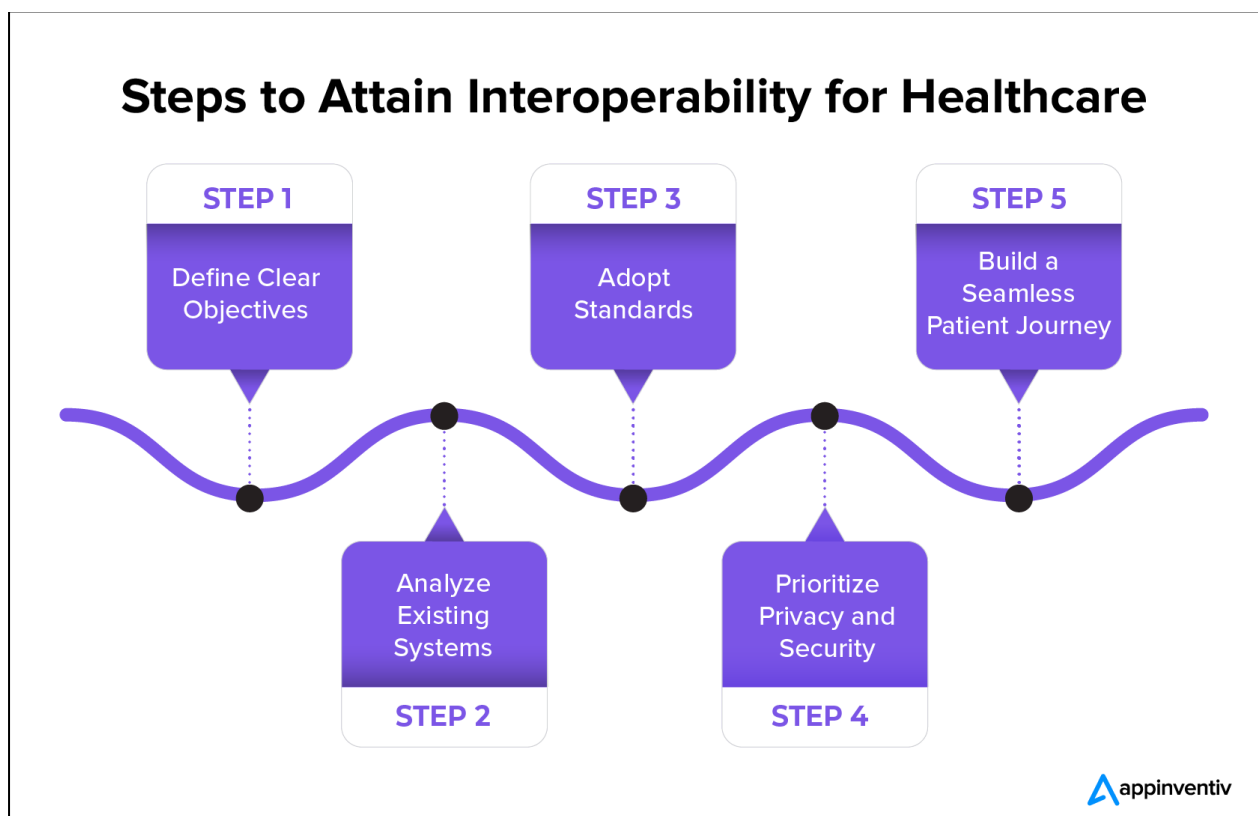 Steps to Attain Interoperability for Healthcare
STEP 1
Define Clear
Objectives
Analyze
Existing
Systems
STEP 2
STEP 3
Adopt
Standards
Prioritize
Privacy and
Security
STEP 4
STEP 5
Build a
Seamless
Patient Journey
appinventiv